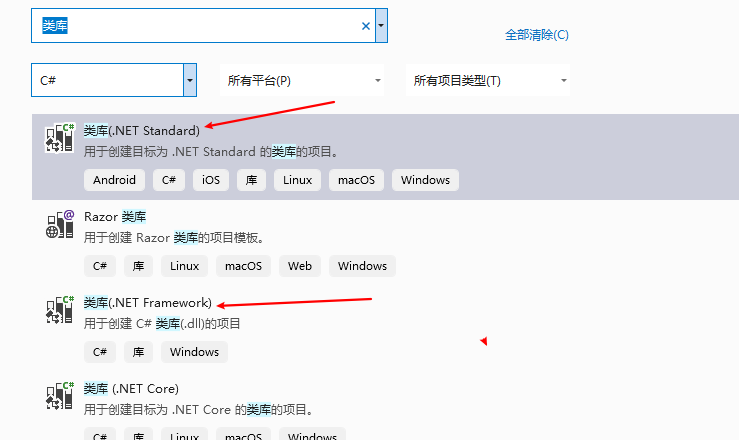 类库
全部清除(C)
C# 所有平台(P) 所有项目类型(T)
类库(.NET Standard)
用于创建目标为 .NET Standard 的类库的项目。
Android C# iOS 库 Linux macOS Windows
Razor 类库
用于创建 Razor 类库的项目模板。
C# 库 Linux macOS Web Windows
类库(.NET Framework)
用于创建 C# 类库(.dll)的项目
C# 库 Windows
类库 (.NET Core)
用于创建目标为 .NET Core 的类库的项目。
C# 库 Linux macOS Windows